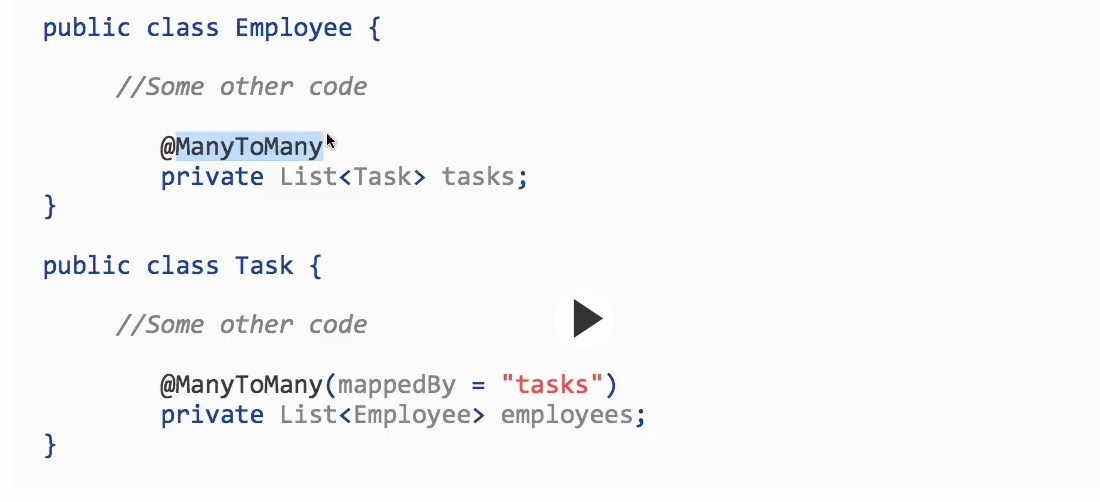 public class Employee {
//Some other code
@ManyToMany
private List<Task> tasks;
}
public class Task {
//Some other code
@ManyToMany(mappedBy = "tasks")
private List<Employee> employees;
}